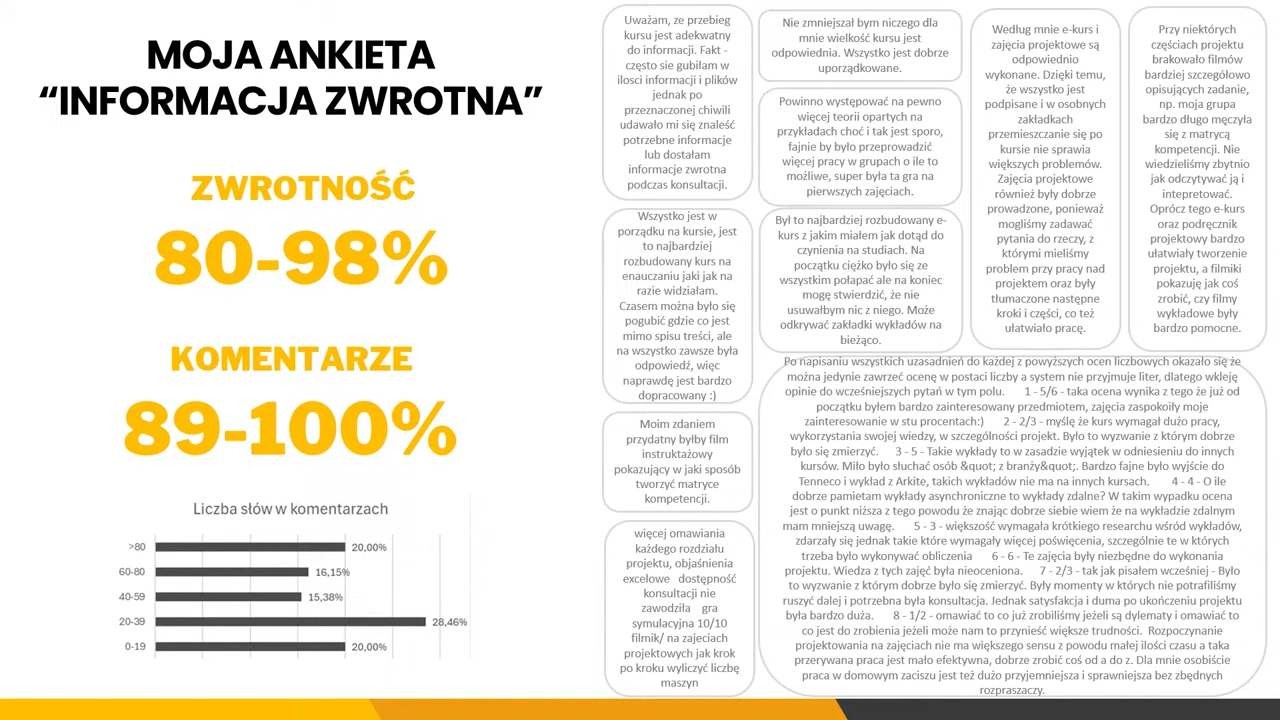 MOJA ANKIETA
“INFORMACJA ZWROTNA”
ZWROTNOŚĆ
80-98%
KOMENTARZE
89-100%
Liczba słów w komentarzach
>80 20,00%
60-80 16,15%
40-59 15,38%
20-39 28,46%
0-19 20,00%
Uważam, ze przebieg
kursu jest adekwatny
do informacji. Fakt -
często sie gubiłam w
ilosci informacji i plików
jednak po
przeznaczonej chiwili
udawało mi się znaleść
potrzebne informacje
lub dostałam
informacje zwrotna
podczas konsultacji.
Wszystko jest w
porządku na kursie, jest
to najbardziej
rozbudowany kurs na
enauczaniu jaki jak na
razie widziałam.
Czasem można było się
pogubić gdzie co jest
mimo spisu treści, ale
na wszystko zawsze była
odpowiedź, więc
naprawdę jest bardzo
dopracowany :)
Moim zdaniem
przydatny byłby film
instruktażowy
pokazujący w jaki sposób
tworzyć matryce
kompetencji.
więcej omawiania
każdego rozdziału
projektu, objaśnienia
excelowe dostępność
konsultacji nie
zawodziła gra
symulacyjna 10/10
filmik/ na zajeciach
projektowych jak krok
po kroku wyliczyć liczbę
maszyn
Nie zmniejszał bym niczego dla
mnie wielkość kursu jest
odpowiednia. Wszystko jest dobrze
uporządkowane.
Powinno występować na pewno
więcej teorii opartych na
przykładach choć i tak jest sporo,
fajnie by było przeprowadzić
więcej pracy w grupach o ile to
możliwe, super była ta gra na
pierwszych zajęciach.
Był to najbardziej rozbudowany e-
kurs z jakim miałem jak dotąd do
czynienia na studiach. Na
początku ciężko było się ze
wszystkim połapać ale na koniec
mogę stwierdzić, że nie
usuwałbym nic z niego. Może
odkrywać zakładki wykładów na
bieżąco.
Według mnie e-kurs i
zajęcia projektowe są
odpowiednio
wykonane. Dzięki temu,
że wszystko jest
podpisane i w osobnych
zakładkach
przemieszczanie się po
kursie nie sprawia
większych problemów.
Zajęcia projektowe
również były dobrze
prowadzone, ponieważ
mogliśmy zadawać
pytania do rzeczy, z
którymi mieliśmy
problem przy pracy nad
projektem oraz były
tłumaczone następne
kroki i części, co też
ułatwiało pracę.
Przy niektórych
częściach projektu
brakowało filmów
bardziej szczegółowo
opisujących zadanie,
np. moja grupa
bardzo długo męczyła
się z matrycą
kompetencji. Nie
wiedzieliśmy zbytnio
jak odczytywać ją i
intepretować.
Oprócz tego e-kurs
oraz podręcznik
projektowy bardzo
ułatwiały tworzenie
projektu, a filmiki
pokazuję jak coś
zrobić, czy filmy
wykładowe były
bardzo pomocne.
Po napisaniu wszystkich uzasadnień do każdej z powyższych ocen liczbowych okazało się że
można jedynie zawrzeć ocenę w postaci liczby a system nie przyjmuje liter, dlatego wkleję
opinie do wcześniejszych pytań w tym polu. 1 - 5/6 - taka ocena wynika z tego że już od
początku byłem bardzo zainteresowany przedmiotem, zajęcia zaspokoiły moje
zainteresowanie w stu procentach:) 2 - 2/3 - myślę że kurs wymagał dużo pracy,
wykorzystania swojej wiedzy, w szczególności projekt. Było to wyzwanie z którym dobrze
było się zmierzyć. 3 - 5 - Takie wykłady to w zasadzie wyjątek w odniesieniu do innych
kursów. Miło było słuchać osób &quot; z branży&quot;. Bardzo fajne było wyjście do
Tenneco i wykład z Arkite, takich wykładów nie ma na innych kursach. 4 - 4 - O ile
dobrze pamietam wykłady asynchroniczne to wykłady zdalne? W takim wypadku ocena
jest o punkt niższa z tego powodu że znając dobrze siebie wiem że na wykładzie zdalnym
mam mniejszą uwagę. 5 - 3 - większość wymagała krótkiego researchu wśród wykładów,
zdarzały się jednak takie które wymagały więcej poświęcenia, szczególnie te w których
trzeba było wykonywać obliczenia 6 - 6 - Te zajęcia były niezbędne do wykonania
projektu. Wiedza z tych zajęć była nieoceniona. 7 - 2/3 - tak jak pisałem wcześniej - Było
to wyzwanie z którym dobrze było się zmierzyć. Były momenty w których nie potrafiliśmy
ruszyć dalej i potrzebna była konsultacja. Jednak satysfakcja i duma po ukończeniu projektu
była bardzo duża. 8 - 1/2 - omawiać to co już zrobiliśmy jeżeli są dylematy i omawiać to
co jest do zrobienia jeżeli może nam to przynieść większe trudności. Rozpoczynanie
projektowania na zajęciach nie ma większego sensu z powodu małej ilości czasu a taka
przerywana praca jest mało efektywna, dobrze zrobić coś od a do z. Dla mnie osobiście
praca w domowym zaciszu jest też dużo przyjemniejsza i sprawniejsza bez zbędnych
rozpraszaczy.